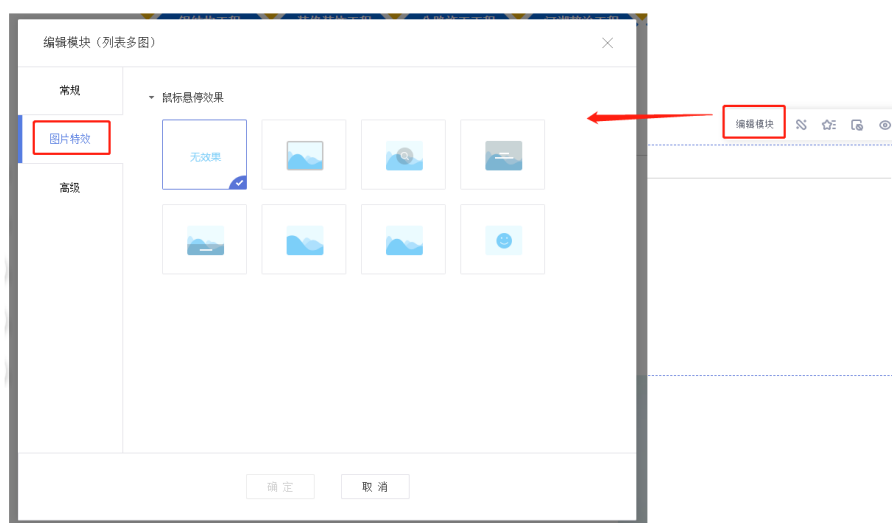 编辑模块（列表多图）
常规
鼠标悬停效果
编辑模块
图片特效
无效果
高级
确 定
取 消